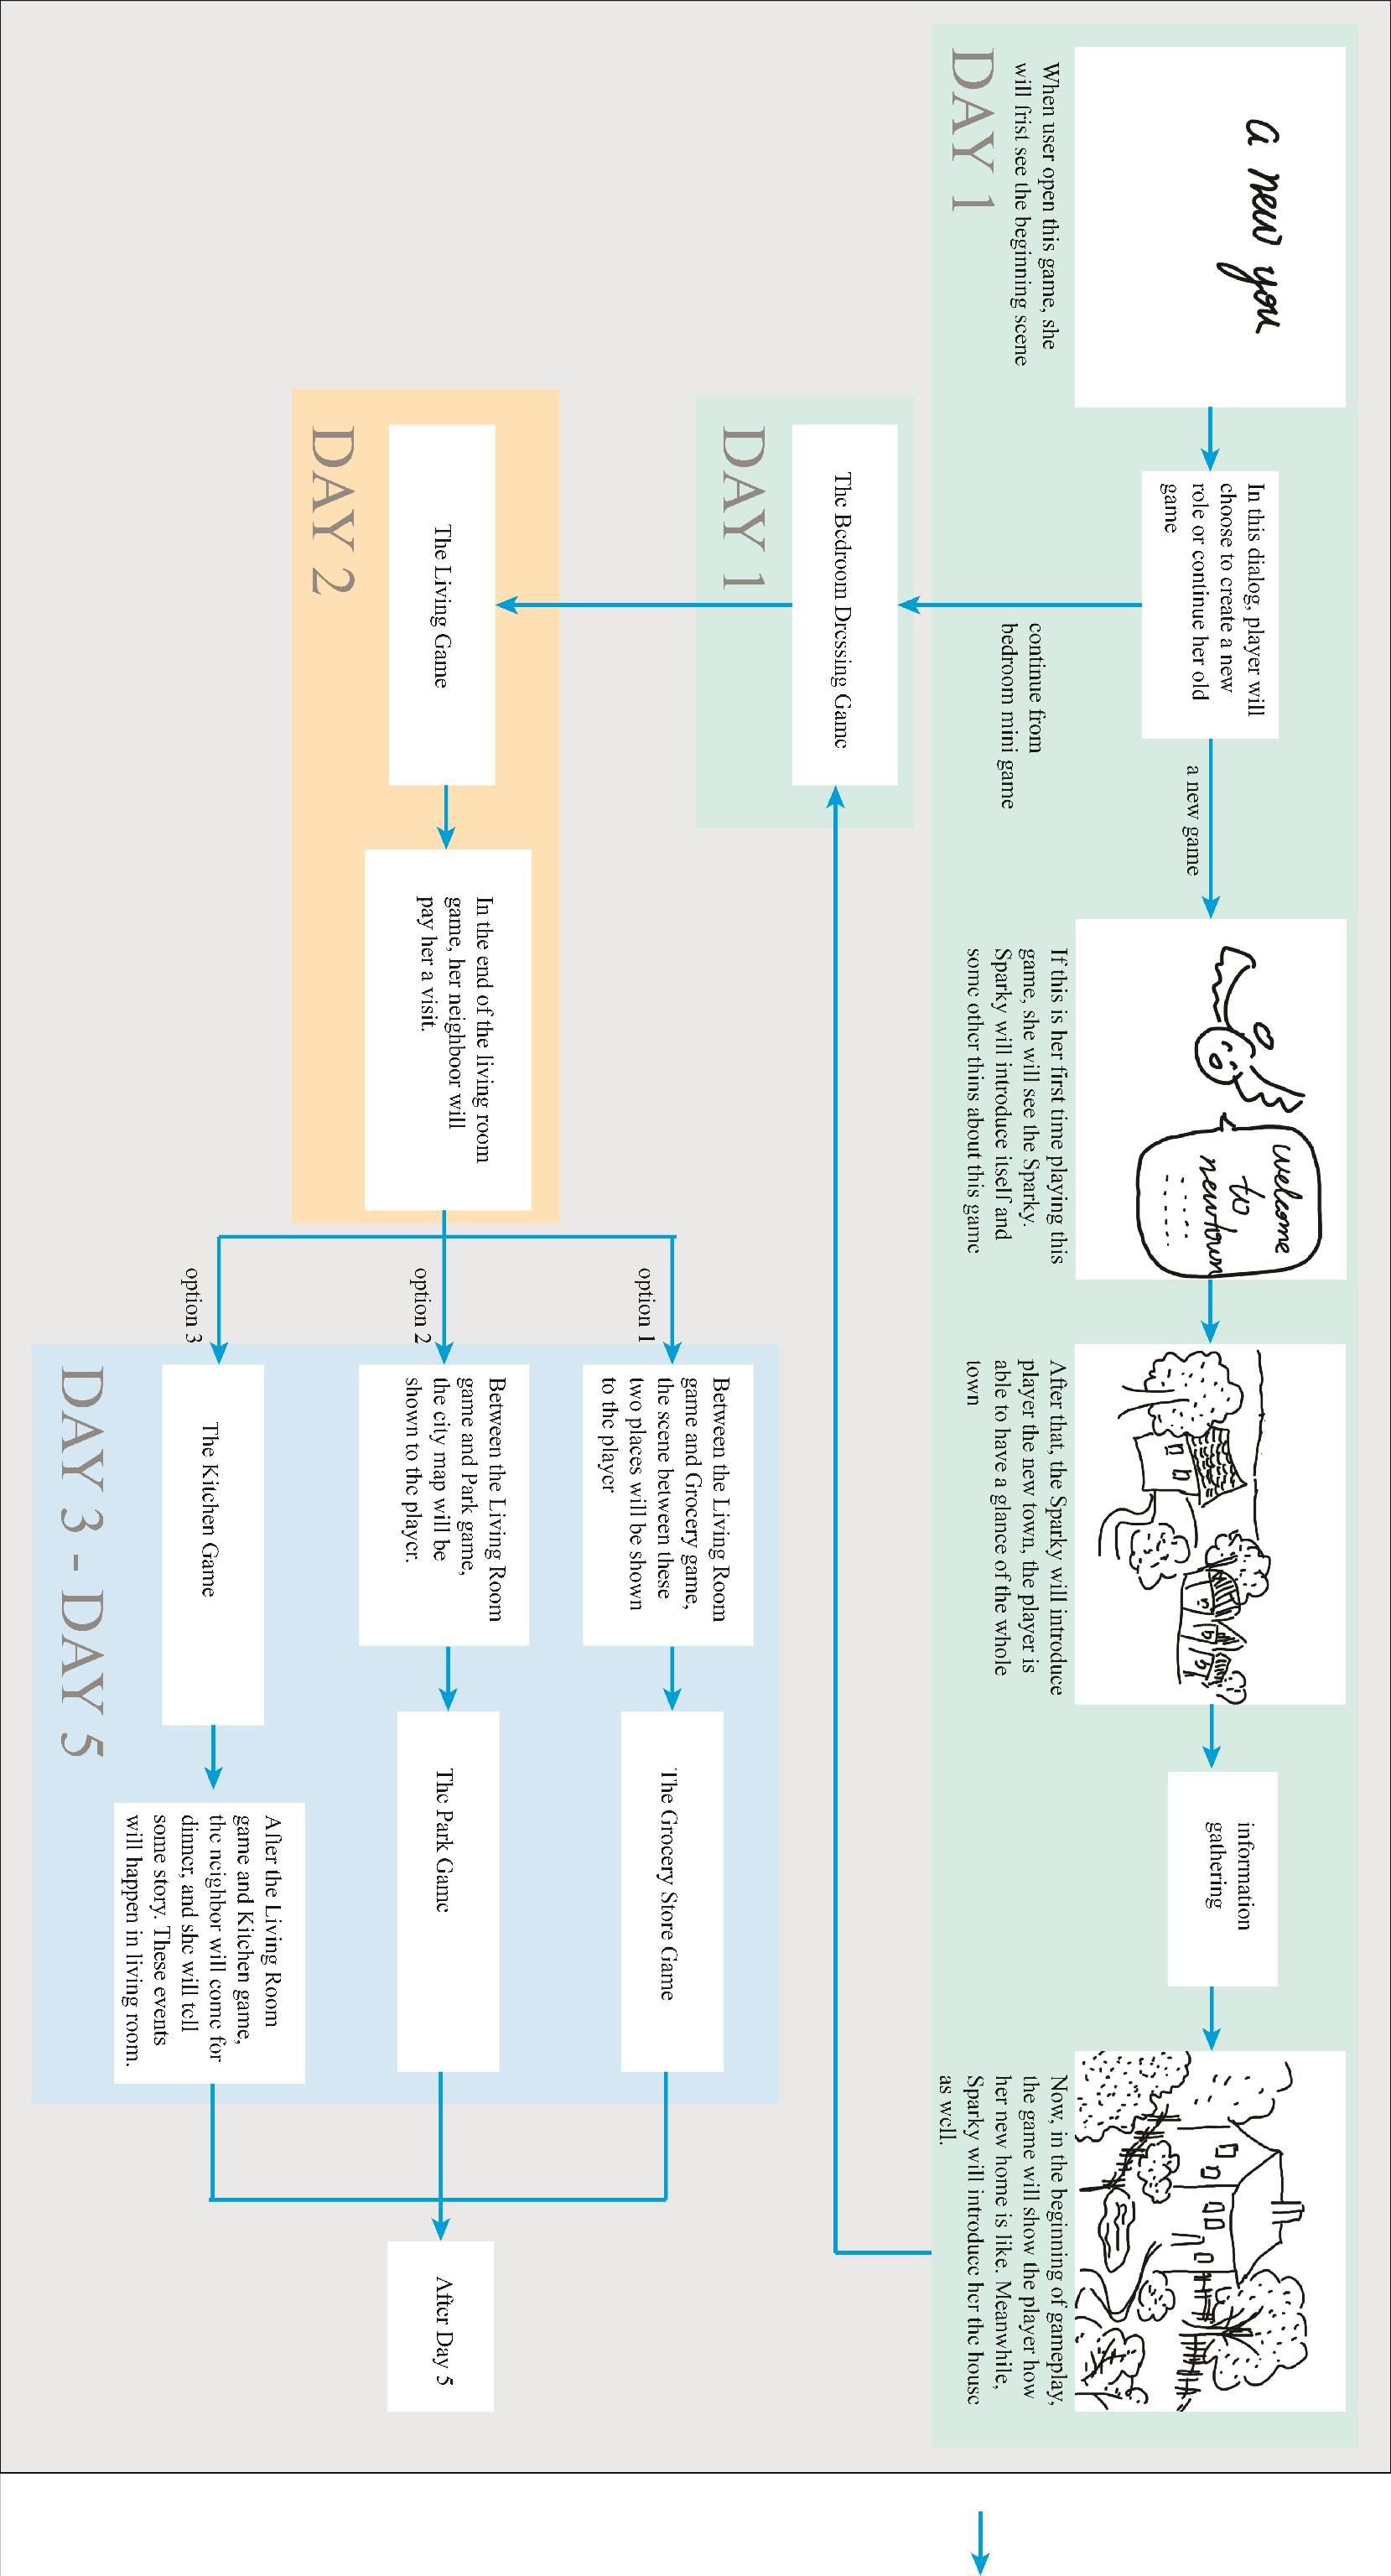 a new you
When user open this game, she
will frist see the beginning scene
DAY 1
In this dialog, player will
choose to create a new
role or continue her old
game
a new game
continue from
bedroom mini game
welcome
to
newtown
If this is her first time playing this
game, she will see the Sparky.
Sparky will introduce itself and
some other thins about this game
After that, the Sparky will introduce
player the new town, the player is
able to have a glance of the whole
town
information
gathering
Now, in the beginning of gameplay,
the game will show the player how
her new home is like. Meanwhile,
Sparky will introduce her the house
as well.
The Bedroom Dressing Game
DAY 1
The Living Game
DAY 2
In the end of the living room
game, her neighboor will
pay her a visit.
option 1
Between the Living Room
game and Grocery game,
the scene between these
two places will be shown
to the player
The Grocery Store Game
option 2
Between the Living Room
game and Park game,
the city map will be
shown to the player.
The Park Game
option 3
The Kitchen Game
After the Living Room
game and Kitchen game,
the neighbor will come for
dinner, and she will tell
some story. These events
will happen in living room.
DAY 3 - DAY 5
After Day 5